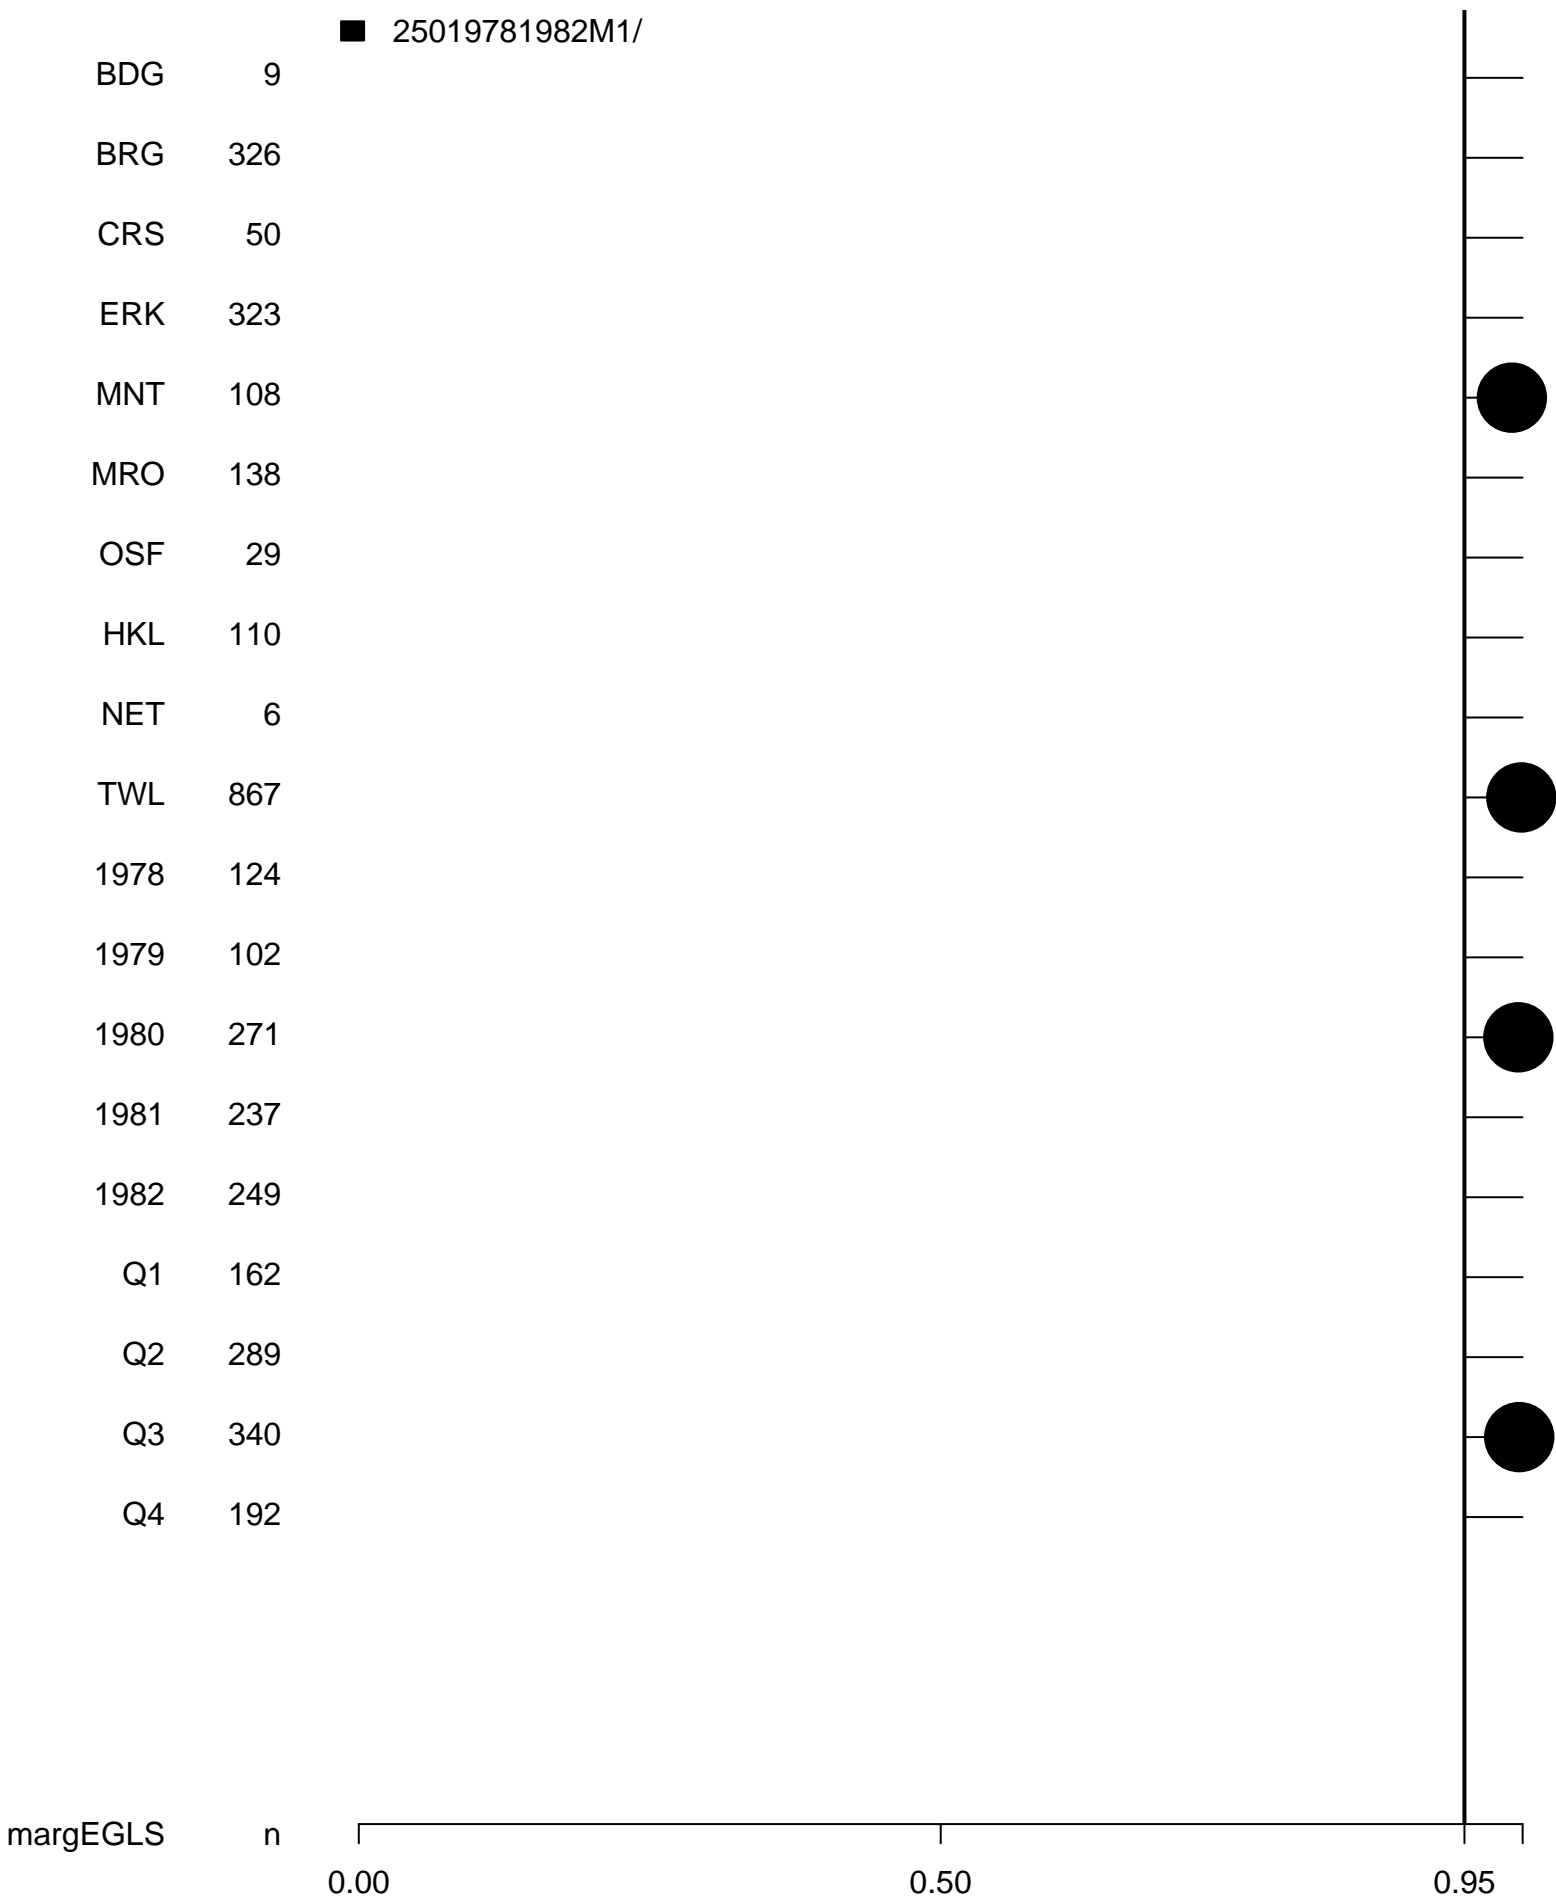 25019781982M1/
BDG 9
BRG 326
CRS 50
ERK 323
MNT 108
MRO 138
OSF 29
HKL 110
NET 6
TWL 867
1978 124
1979 102
1980 271
1981 237
1982 249
Q1 162
Q2 289
Q3 340
Q4 192
margEGLS n
0.00 0.50 0.95